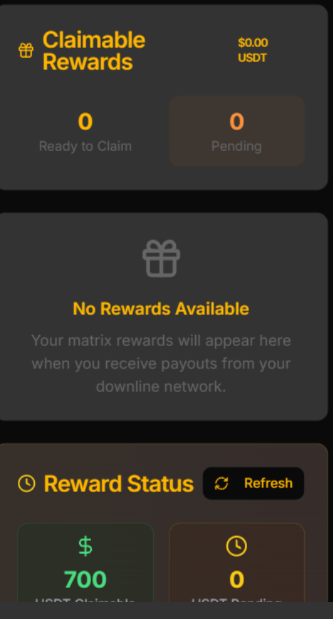 Claimable
Rewards
$0.00
USDT
0
Ready to Claim
0
Pending
No Rewards Available
Your matrix rewards will appear here
when you receive payouts from your
downline network.
Reward Status
Refresh
700
USDT Claimable
0
USDT Pending